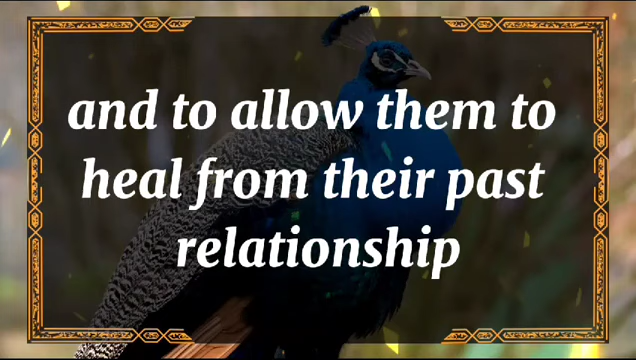 and to allow them to
heal from their past
relationship